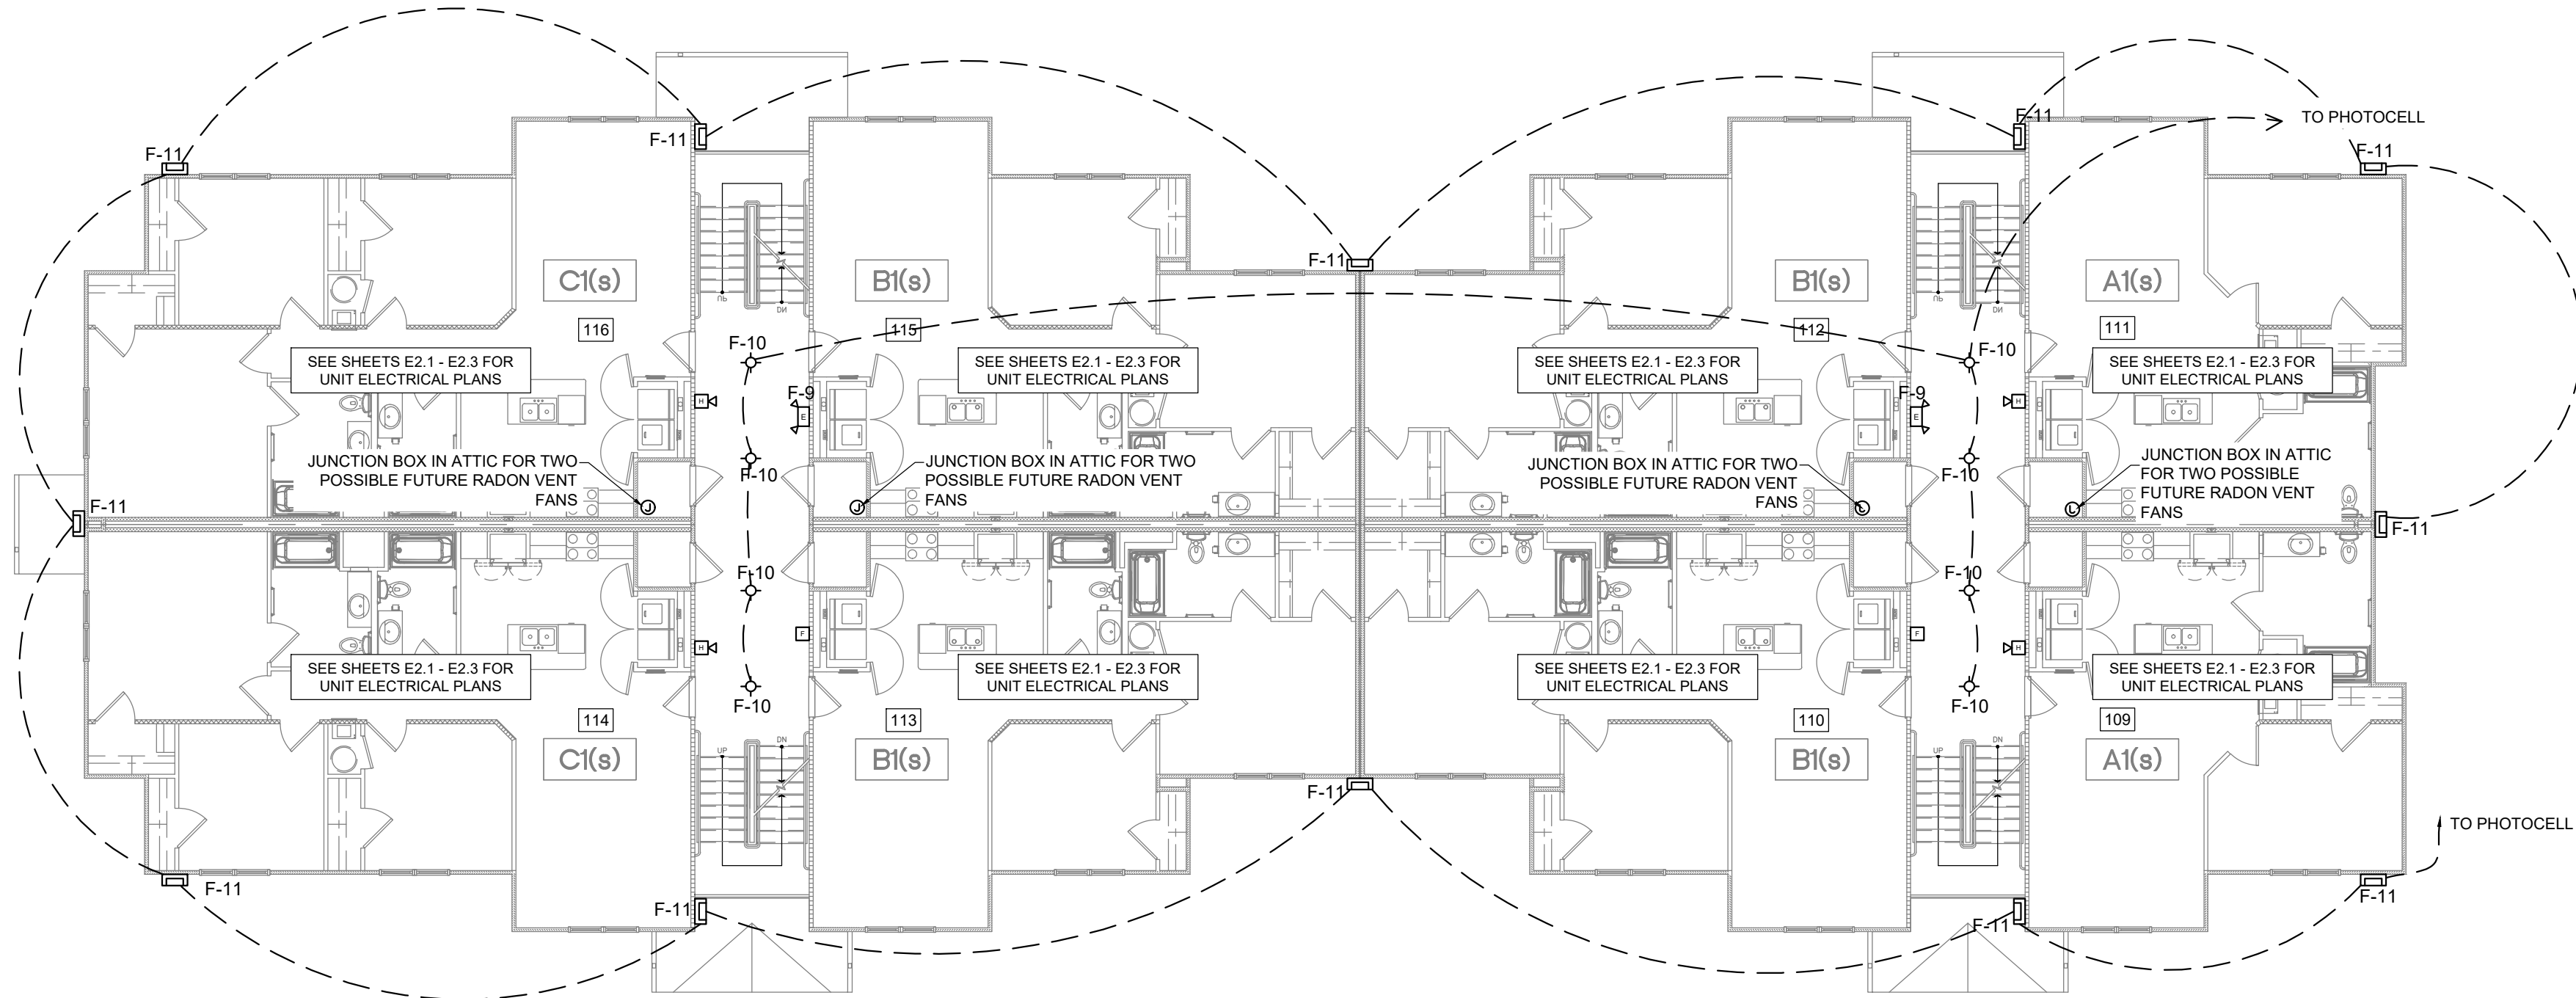 F-11
F-11
F-11
TO PHOTOCELL
F-11
F-11
C1(s)
B1(s)
B1(s)
A1(s)
UP
DN
UP
DN
116
115
112
111
F-10
F-10
SEE SHEETS E2.1 - E2.3 FOR
UNIT ELECTRICAL PLANS
SEE SHEETS E2.1 - E2.3 FOR
UNIT ELECTRICAL PLANS
SEE SHEETS E2.1 - E2.3 FOR
UNIT ELECTRICAL PLANS
SEE SHEETS E2.1 - E2.3 FOR
UNIT ELECTRICAL PLANS
H
F-9
E
F-9
E
H
JUNCTION BOX IN ATTIC FOR TWO
POSSIBLE FUTURE RADON VENT
FANS
J
F-10
JUNCTION BOX IN ATTIC FOR TWO
POSSIBLE FUTURE RADON VENT
FANS
J
JUNCTION BOX IN ATTIC FOR TWO
POSSIBLE FUTURE RADON VENT
FANS
J
F-10
JUNCTION BOX IN ATTIC
FOR TWO POSSIBLE
FUTURE RADON VENT
FANS
J
F-11
F-11
F-10
F-10
H
F
F
H
SEE SHEETS E2.1 - E2.3 FOR
UNIT ELECTRICAL PLANS
SEE SHEETS E2.1 - E2.3 FOR
UNIT ELECTRICAL PLANS
SEE SHEETS E2.1 - E2.3 FOR
UNIT ELECTRICAL PLANS
SEE SHEETS E2.1 - E2.3 FOR
UNIT ELECTRICAL PLANS
F-10
F-10
114
113
110
109
C1(s)
B1(s)
B1(s)
A1(s)
UP
DN
UP
DN
F-11
TO PHOTOCELL
F-11
F-11
F-11
F-11